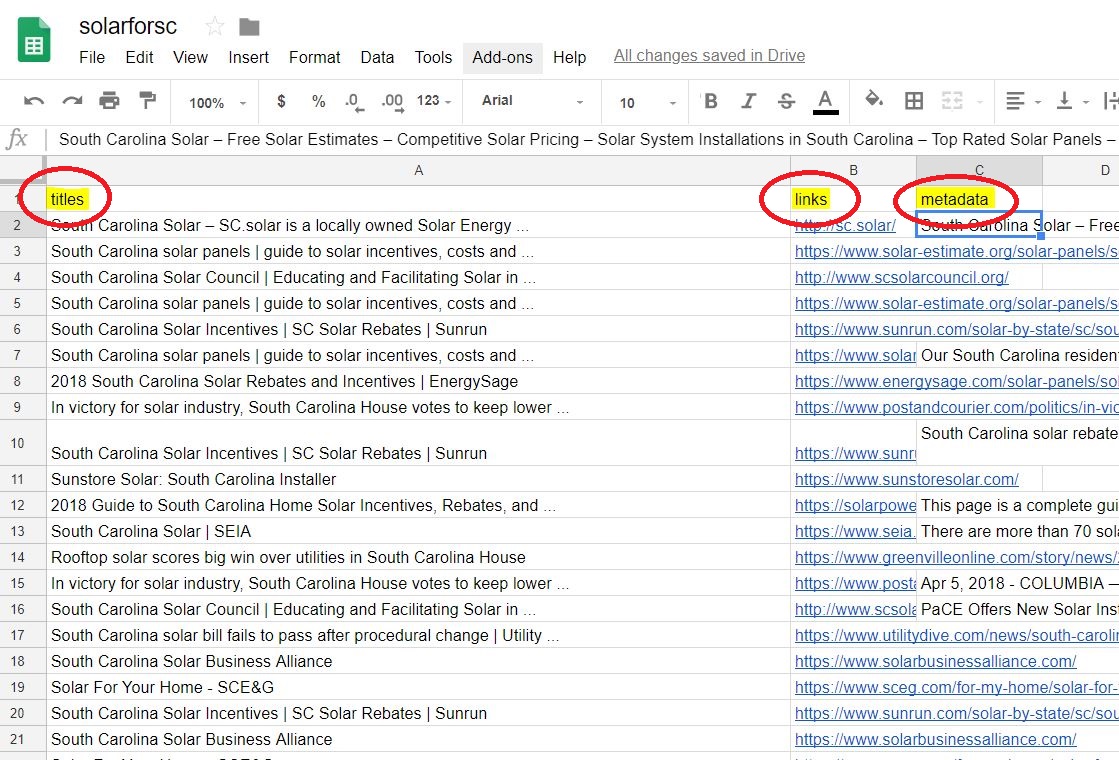 solarforsc
File Edit View Insert Format Data Tools Add-ons Help All changes saved in Drive
100% $ % .0 .00 123 Arial 10 B I S A
fx South Carolina Solar – Free Solar Estimates – Competitive Solar Pricing – Solar System Installations in South Carolina – Top Rated Solar Panels –
A B C D
1 titles links metadata
2 South Carolina Solar – SC.solar is a locally owned Solar Energy ... http://sc.solar/ South Carolina Solar – Free
3 South Carolina solar panels | guide to solar incentives, costs and ... https://www.solar-estimate.org/solar-panels/s
4 South Carolina Solar Council | Educating and Facilitating Solar in ... http://www.scsolarcouncil.org/
5 South Carolina solar panels | guide to solar incentives, costs and ... https://www.solar-estimate.org/solar-panels/s
6 South Carolina Solar Incentives | SC Solar Rebates | Sunrun https://www.sunrun.com/solar-by-state/sc/sou
7 South Carolina solar panels | guide to solar incentives, costs and ... https://www.solar Our South Carolina residen
8 2018 South Carolina Solar Rebates and Incentives | EnergySage https://www.energysage.com/solar-panels/so
9 In victory for solar industry, South Carolina House votes to keep lower ... https://www.postandcourier.com/politics/in-vic
10 South Carolina Solar Incentives | SC Solar Rebates | Sunrun https://www.sunr South Carolina solar rebate
11 Sunstore Solar: South Carolina Installer https://www.sunstoresolar.com/
12 2018 Guide to South Carolina Home Solar Incentives, Rebates, and ... https://solarpowe This page is a complete gui
13 South Carolina Solar | SEIA https://www.seia. There are more than 70 sola
14 Rooftop solar scores big win over utilities in South Carolina House https://www.greenvilleonline.com/story/news/
15 In victory for solar industry, South Carolina House votes to keep lower ... https://www.posta Apr 5, 2018 - COLUMBIA —
16 South Carolina Solar Council | Educating and Facilitating Solar in ... http://www.scsola PaCE Offers New Solar Inst
17 South Carolina solar bill fails to pass after procedural change | Utility ... https://www.utilitydive.com/news/south-carolin
18 South Carolina Solar Business Alliance https://www.solarbusinessalliance.com/
19 Solar For Your Home - SCE&G https://www.sceg.com/for-my-home/solar-for-
20 South Carolina Solar Incentives | SC Solar Rebates | Sunrun https://www.sunrun.com/solar-by-state/sc/sou
21 South Carolina Solar Business Alliance https://www.solarbusinessalliance.com/